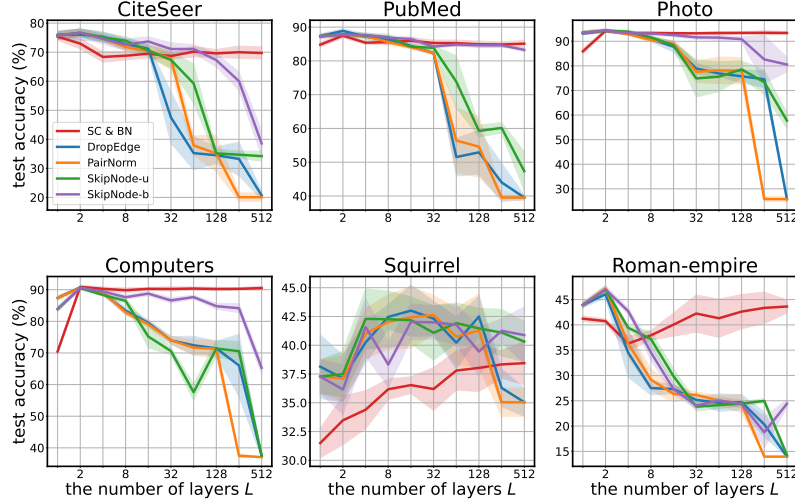 CiteSeer
PubMed
Photo
test accuracy (%)
80
70
60
50
40
30
20
SC & BN
DropEdge
PairNorm
SkipNode-u
SkipNode-b
2 8 32 128 512
90
80
70
60
50
40
2 8 32 128 512
90
80
70
60
50
40
30
2 8 32 128 512
Computers
Squirrel
Roman-empire
test accuracy (%)
90
80
70
60
50
40
2 8 32 128 512
the number of layers L
45.0
42.5
40.0
37.5
35.0
32.5
30.0
2 8 32 128 512
the number of layers L
45
40
35
30
25
20
15
2 8 32 128 512
the number of layers L